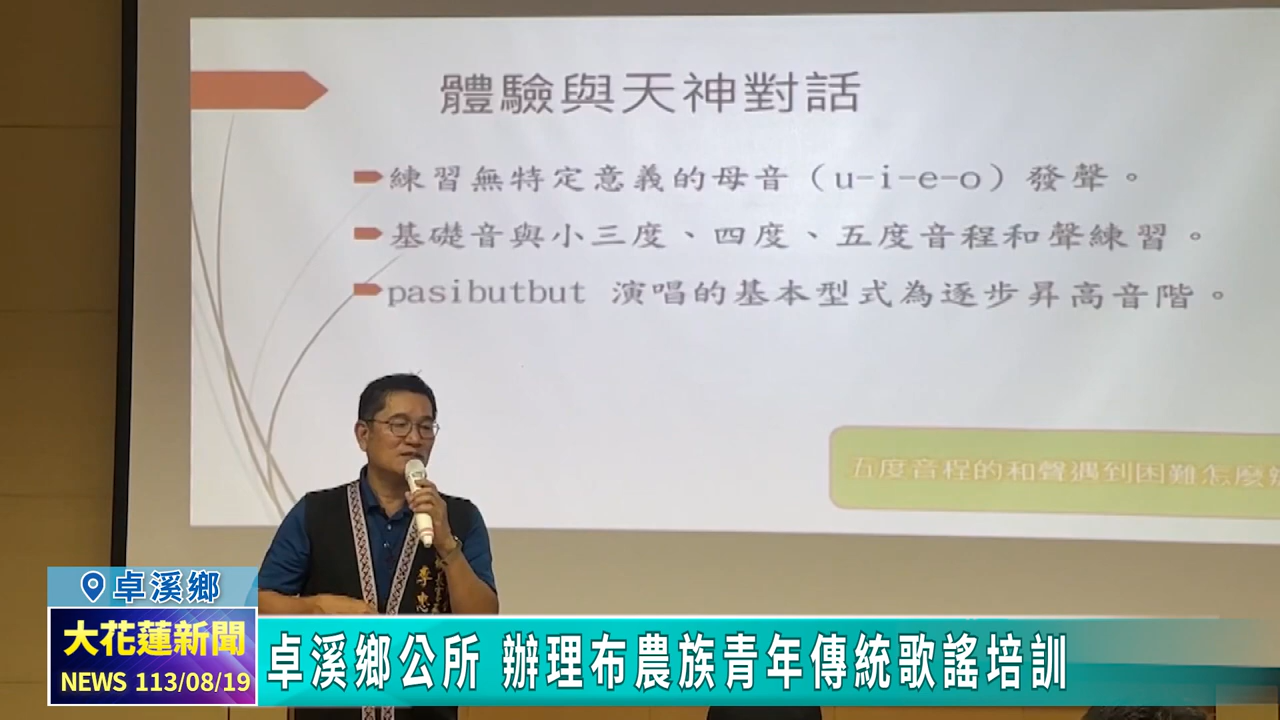 體驗與天神對話
練習無特定意義的母音（u-i-e-o）發聲。
基礎音與小三度、四度、五度音程和聲練習。
pasibutbut 演唱的基本型式為逐步昇高音階。
五度音程的和聲遇到困難怎麼
李忠
卓溪鄉
大花蓮新聞
NEWS 113/08/19
卓溪鄉公所 辦理布農族青年傳統歌謠培訓